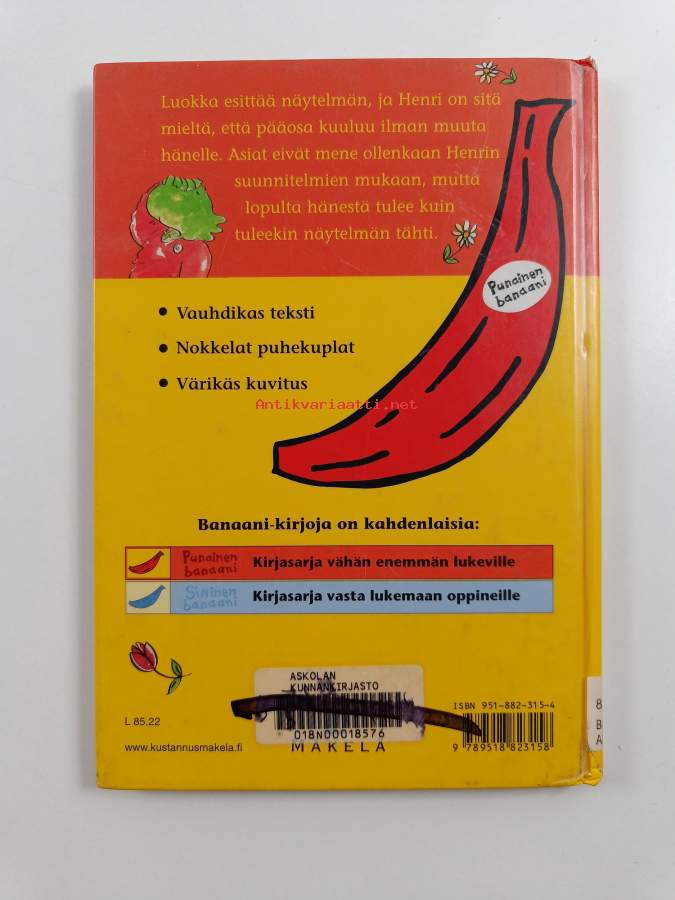 Luokka esittää näytelmän, ja Henri on sitä
mieltä, että pääosa kuuluu ilman muuta
hänelle. Asiat eivät mene ollenkaan Henrin
suunnitelmien mukaan, mutta
lopulta hänestä tulee kuin
tuleekin näytelmän tähti.
Punainen
banaani
• Vauhdikas teksti
• Nokkelat puhekuplat
• Värikäs kuvitus
Antikvariaatti.net
Banaani-kirjoja on kahdenlaisia:
Punainen
banaani
Kirjasarja vähän enemmän lukeville
Sininen
banaani
Kirjasarja vasta lukemaan oppineille
ASKOLAN
KUNNANKIRJASTO
018N00018576
MÄKELÄ
L 85.22
www.kustannusmakela.fi
ISBN 951-882-315-4
9 789518 823158
8